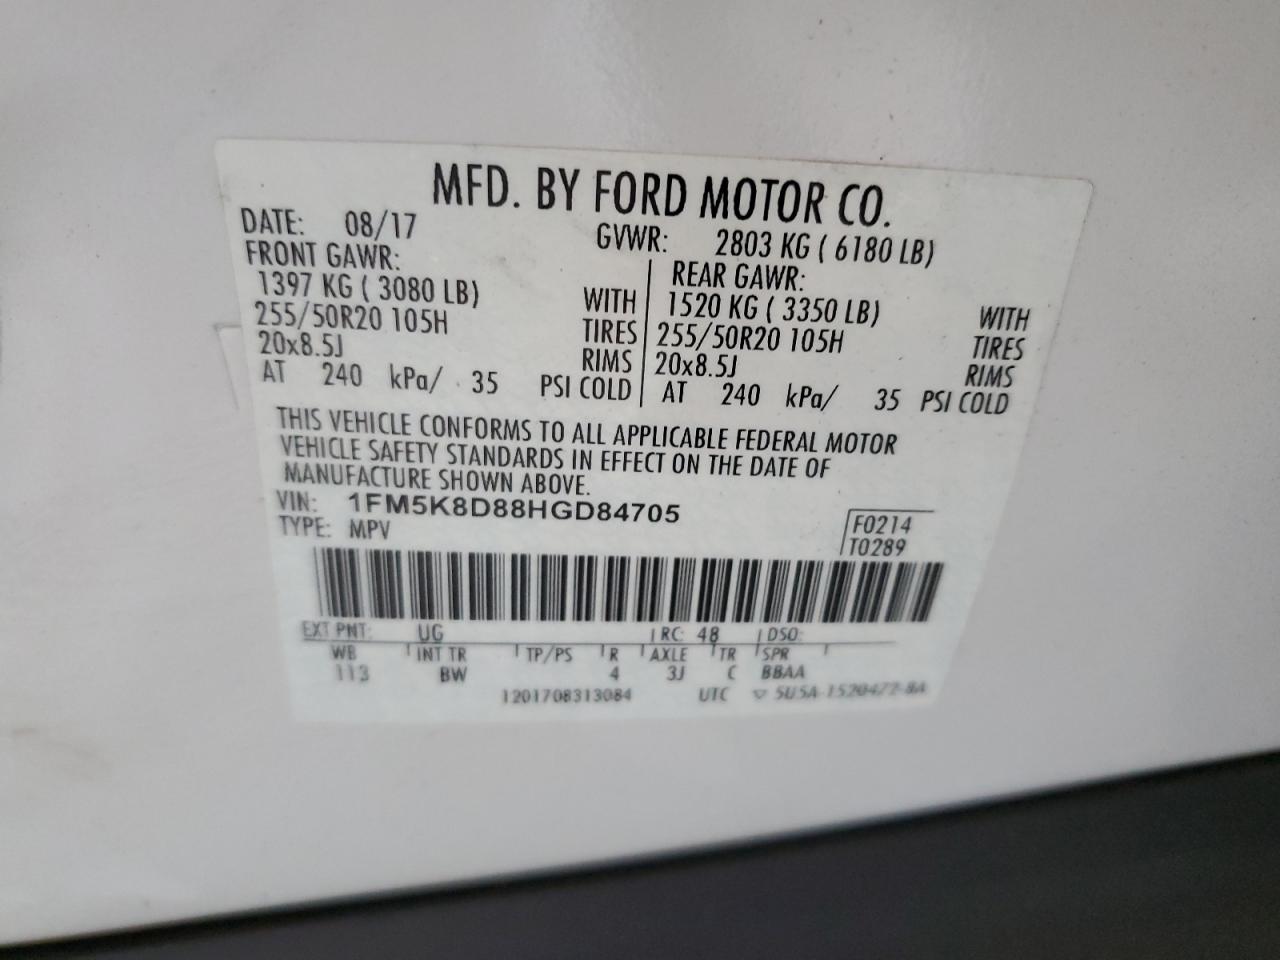 MFD. BY FORD MOTOR CO.
DATE: 08/17 GVWR: 2803 KG ( 6180 LB)
FRONT GAWR: REAR GAWR:
1397 KG ( 3080 LB) WITH 1520 KG ( 3350 LB) WITH
255/50R20 105H TIRES 255/50R20 105H TIRES
20x8.5J RIMS 20x8.5J RIMS
AT 240 kPa/ 35 PSI COLD AT 240 kPa/ 35 PSI COLD
THIS VEHICLE CONFORMS TO ALL APPLICABLE FEDERAL MOTOR
VEHICLE SAFETY STANDARDS IN EFFECT ON THE DATE OF
MANUFACTURE SHOWN ABOVE.
VIN: 1FM5K8D88HGD84705
TYPE: MPV F0214
T0289
EXT PNT: UG RC: 48 DSO:
WB INT TR TP/PS R AXLE TR SPR
113 BW 4 3J C BBAA
1201708313084 UTC ▽ 5U5A-1520472-8A